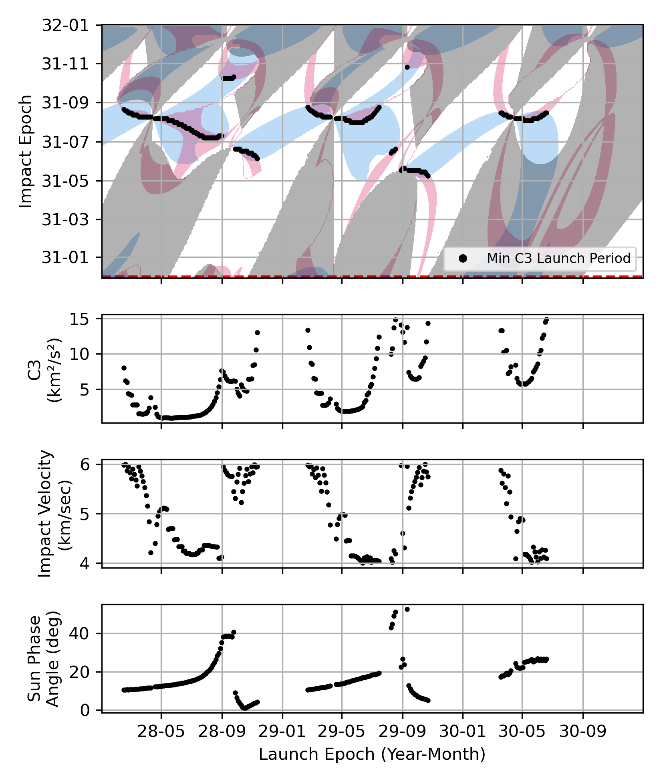 32-01
31-11
31-09
31-07
31-05
31-03
31-01
Impact Epoch
Min C3 Launch Period
15
10
5
C3
(km²/s²)
6
5
4
Impact Velocity
(km/sec)
40
20
0
Sun Phase
Angle (deg)
28-05 28-09 29-01 29-05 29-09 30-01 30-05 30-09
Launch Epoch (Year-Month)